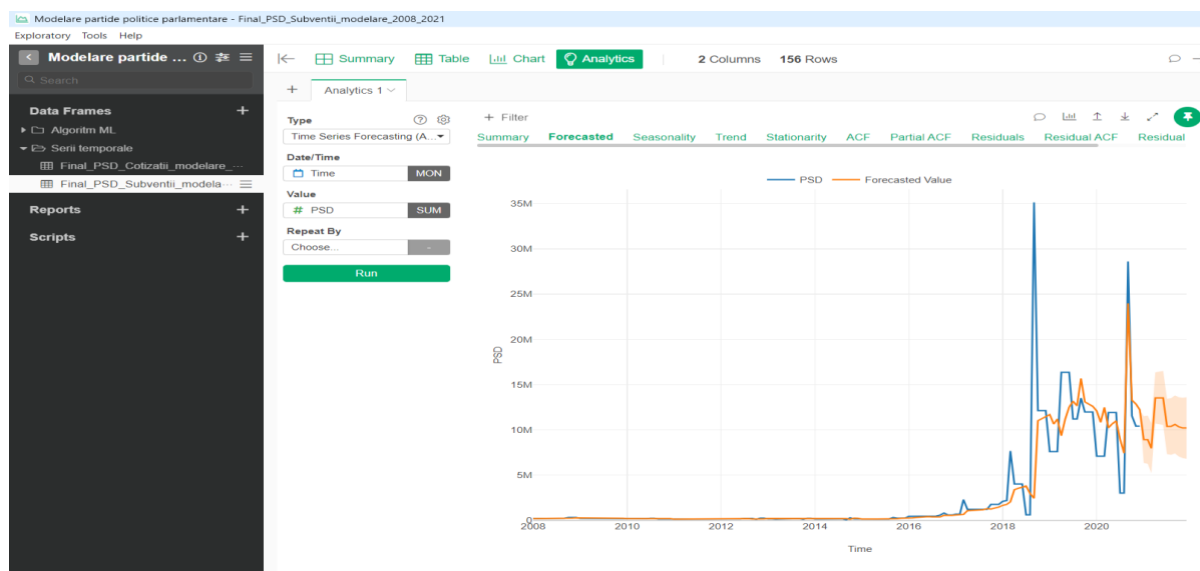 Modelare partide politice parlamentare - Final_PSD_Subventii_modelare_2008_2021
Exploratory Tools Help
Modelare partide ...
Summary Table Chart Analytics 2 Columns 156 Rows
Search
Analytics 1
Data Frames
Algoritm ML
Serii temporale
Final_PSD_Cotizatii_modelare_...
Final_PSD_Subventii_modela...
Reports
Scripts
Type
Time Series Forecasting (A...
Date/Time
Time MON
Value
# PSD SUM
Repeat By
Choose... -
Run
Filter
Summary Forecasted Seasonality Trend Stationarity ACF Partial ACF Residuals Residual ACF Residual
PSD Forecasted Value
35M
30M
25M
20M
15M
10M
5M
0
PSD
2008 2010 2012 2014 2016 2018 2020
Time